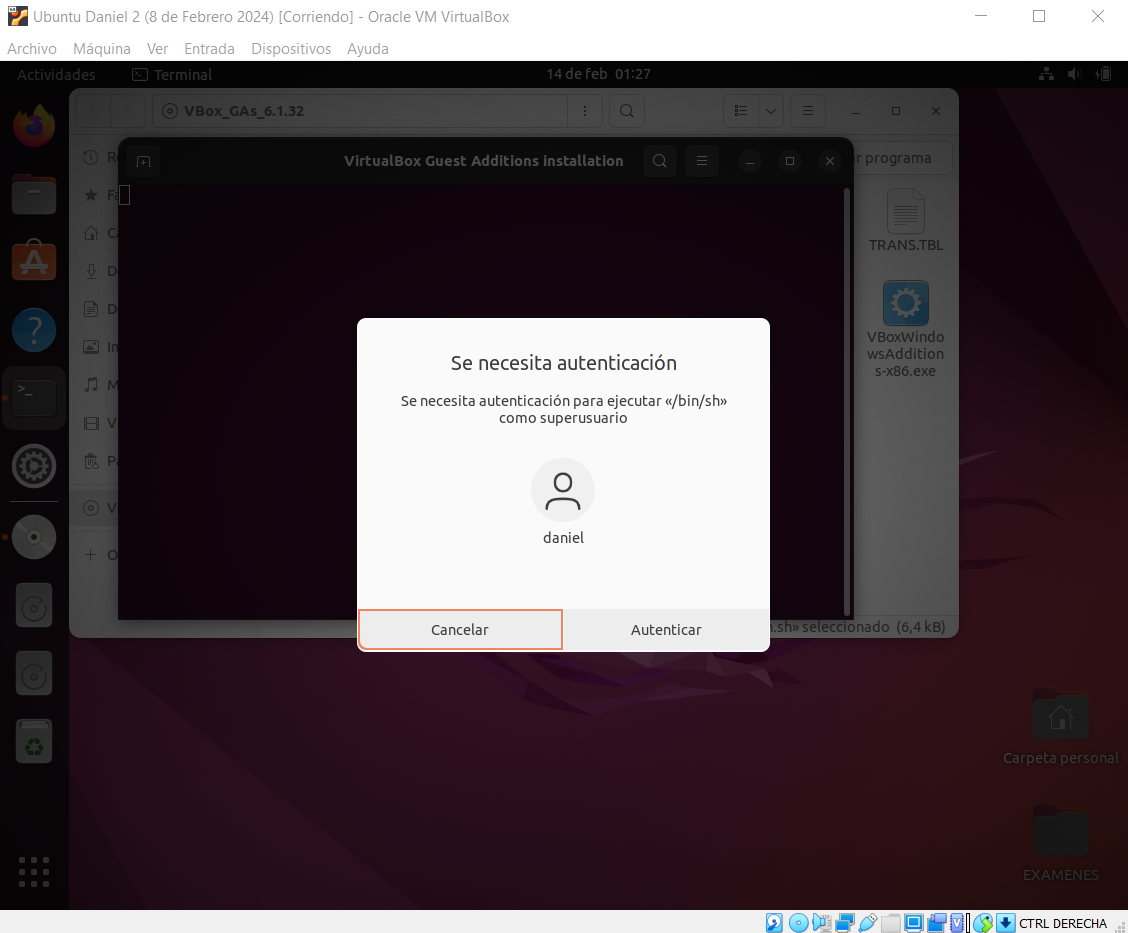 Ubuntu Daniel 2 (8 de Febrero 2024) [Corriendo] - Oracle VM VirtualBox
Archivo Máquina Ver Entrada Dispositivos Ayuda
Actividades Terminal 14 de feb 01:27
VBox_GAs_6.1.32
VirtualBox Guest Additions installation
ar programa
TRANS.TBL
VBoxWindo
wsAddition
s-x86.exe
Se necesita autenticación
Se necesita autenticación para ejecutar «/bin/sh»
como superusuario
daniel
Cancelar Autenticar
n.sh» seleccionado (6,4 kB)
Carpeta personal
EXAMENES
CTRL DERECHA